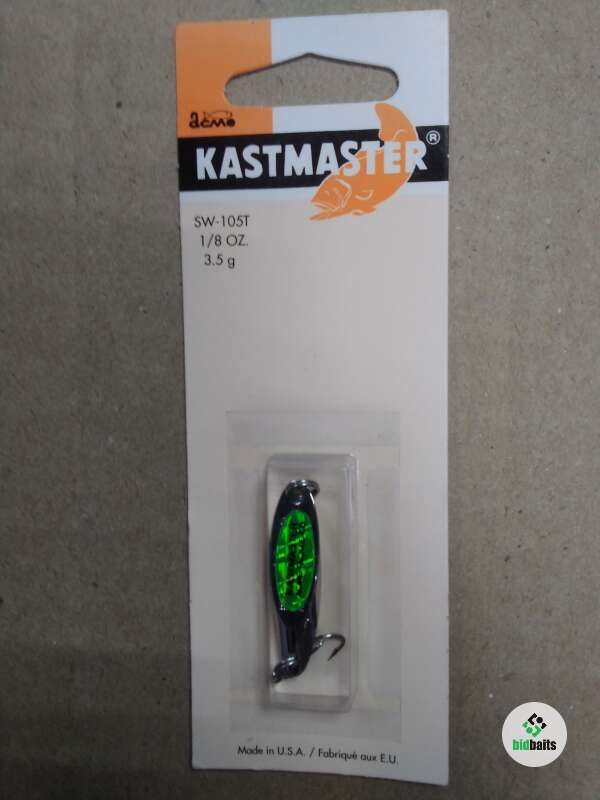 acme
KASTMASTER®
SW-105T
1/8 OZ.
3.5 g
Made in U.S.A. / Fabriqué aux E.U.
bidbaits